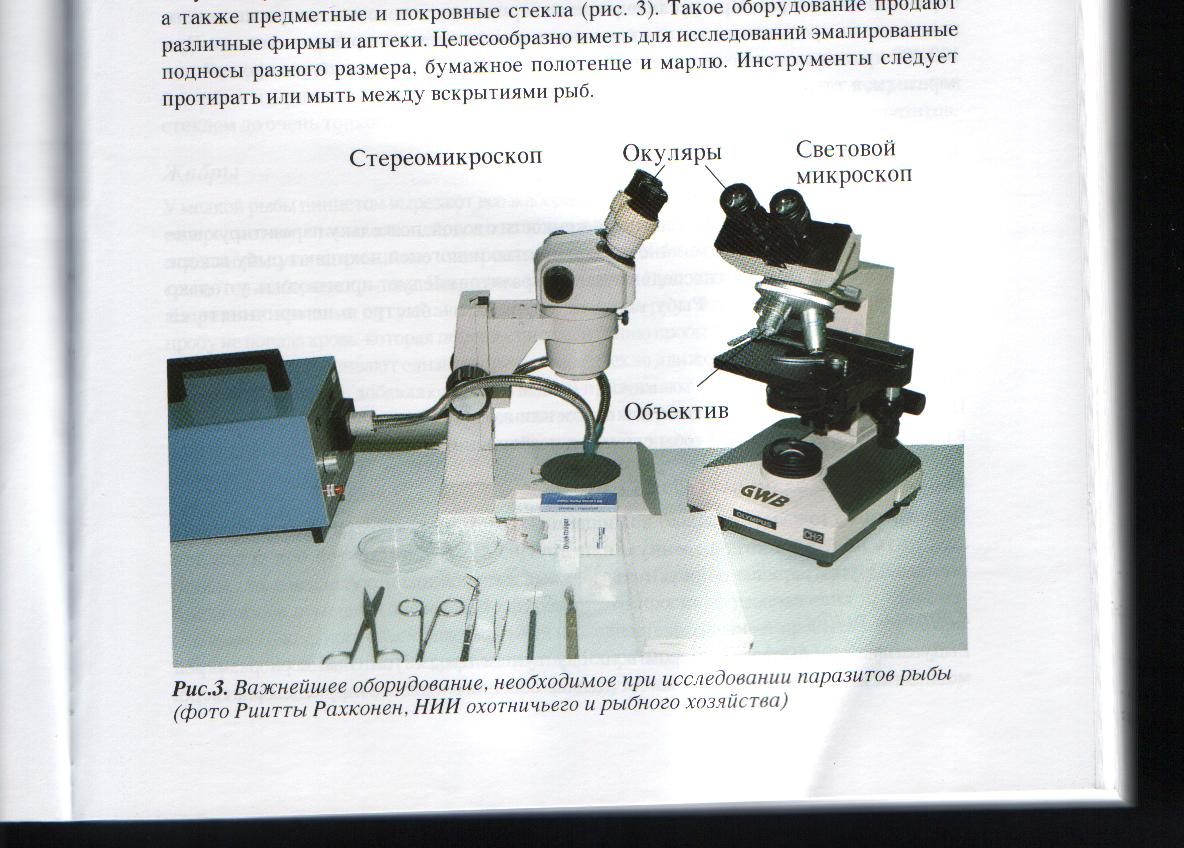 а также предметные и покровные стекла (рис. 3). Такое оборудование продают
различные фирмы и аптеки. Целесообразно иметь для исследований эмалированные
подносы разного размера, бумажное полотенце и марлю. Инструменты следует
протирать или мыть между вскрытиями рыб.
Стереомикроскоп
Окуляры
Световой
микроскоп
Объектив
GWB
OLYMPUS
CH2
Objektträger
Рис.3. Важнейшее оборудование, необходимое при исследовании паразитов рыбы
(фото Риитты Рахконен, НИИ охотничьего и рыбного хозяйства)